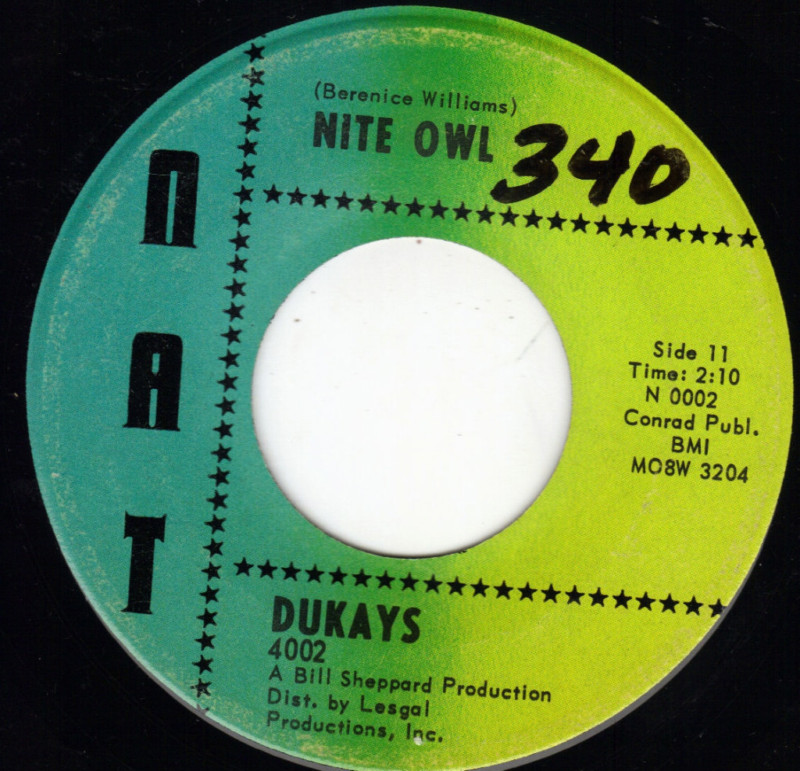 (Berenice Williams)
NITE OWL
340
NAT
Side 11
Time: 2:10
N 0002
Conrad Publ.
BMI
MO8W 3204
DUKAYS
4002
A Bill Sheppard Production
Dist. by Lesgal
Productions, Inc.